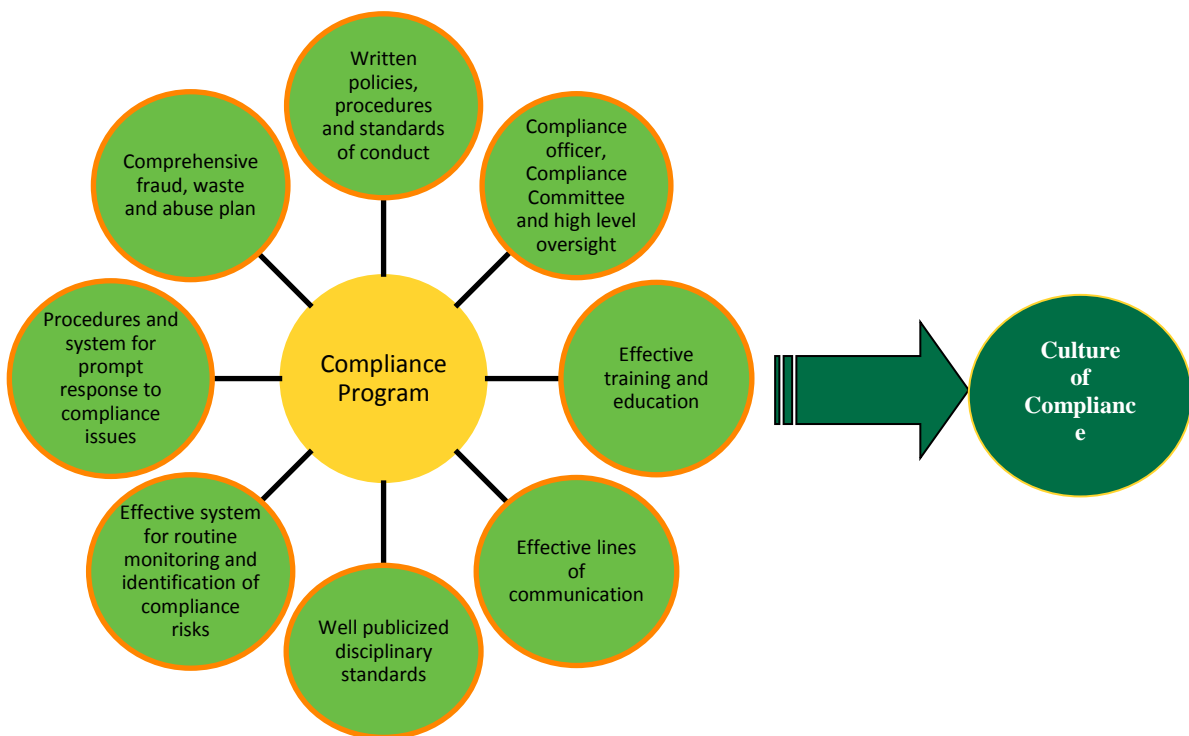 Written
policies,
procedures
and standards
of conduct
Compliance
officer,
Compliance
Committee
and high level
oversight
Effective
training and
education
Effective lines
of
communication
Well publicized
disciplinary
standards
Effective system
for routine
monitoring and
identification of
compliance
risks
Procedures and
system for
prompt
response to
compliance
issues
Comprehensive
fraud, waste
and abuse plan
Compliance
Program
Culture
of
Complianc
e